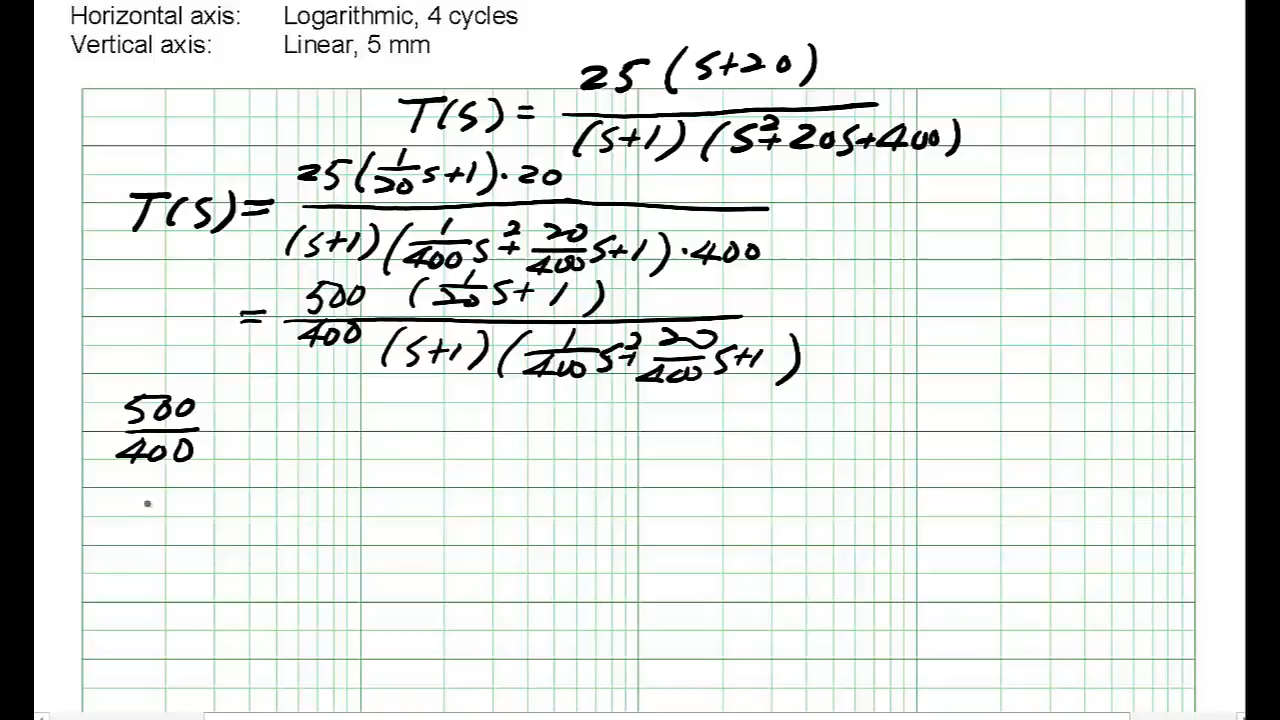 Horizontal axis: Logarithmic, 4 cycles
Vertical axis: Linear, 5 mm
T(s) = 25(s+20) / (s+1)(s²+20s+400)
T(s) = 25(1/20 s+1)·20 / (s+1)(1/400 s²+20/400 s+1)·400
= 500/400 (1/20 s+1) / (s+1)(1/400 s²+20/400 s+1)
500
400